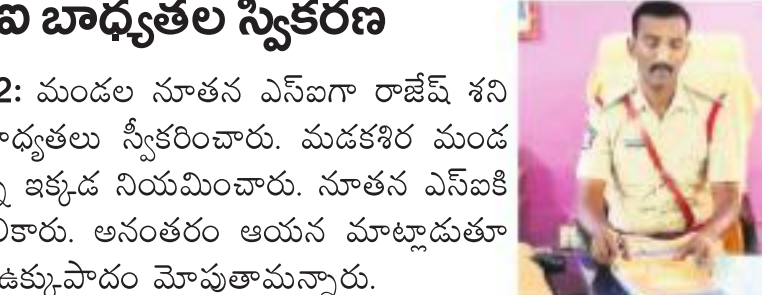 ఐ బాధ్యతల స్వీకరణ
2: మండల నూతన ఎస్ఐగా రాజేష్ శని
బాధ్యతలు స్వీకరించారు. మడకశిర మండ
ఇక్కడ నియమించారు. నూతన ఎస్ఐకి
అనంతరం ఆయన మాట్లాడుతూ
ఉక్కుపాదం మోపుతామన్నారు.